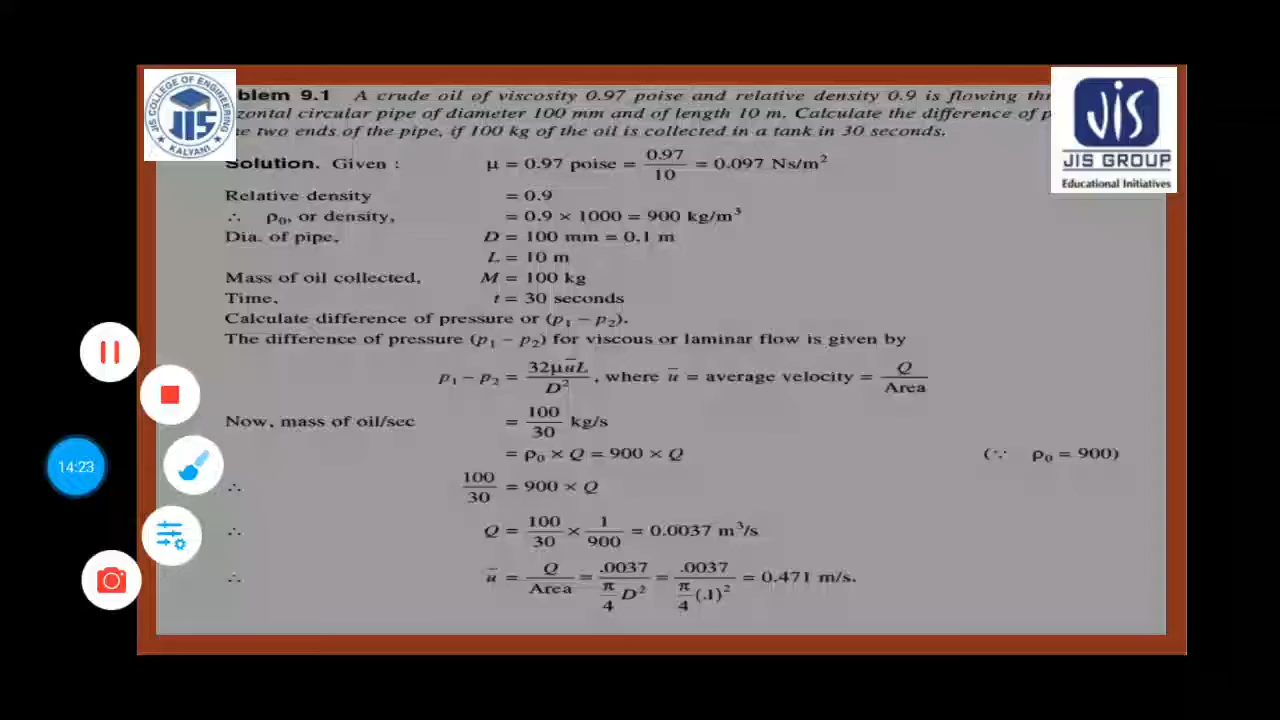 JIS COLLEGE OF ENGINEERING
JIS
KALYANI
blem 9.1 A crude oil of viscosity 0.97 poise and relative density 0.9 is flowing thr
zontal circular pipe of diameter 100 mm and of length 10 m. Calculate the difference of p
e two ends of the pipe, if 100 kg of the oil is collected in a tank in 30 seconds.
JIS
JIS GROUP
Educational Initiatives
Solution. Given : μ = 0.97 poise = 0.97/10 = 0.097 Ns/m²
Relative density = 0.9
∴ ρ₀, or density, = 0.9 × 1000 = 900 kg/m³
Dia. of pipe, D = 100 mm = 0.1 m
L = 10 m
Mass of oil collected, M = 100 kg
Time, t = 30 seconds
Calculate difference of pressure or (p₁ – p₂).
The difference of pressure (p₁ – p₂) for viscous or laminar flow is given by
p₁ – p₂ = 32μūL/D², where ū = average velocity = Q/Area
Now, mass of oil/sec = 100/30 kg/s
= ρ₀ × Q = 900 × Q (∵ ρ₀ = 900)
∴ 100/30 = 900 × Q
∴ Q = 100/30 × 1/900 = 0.0037 m³/s
∴ ū = Q/Area = .0037/(π/4 D²) = .0037/(π/4 (.1)²) = 0.471 m/s.
14:23